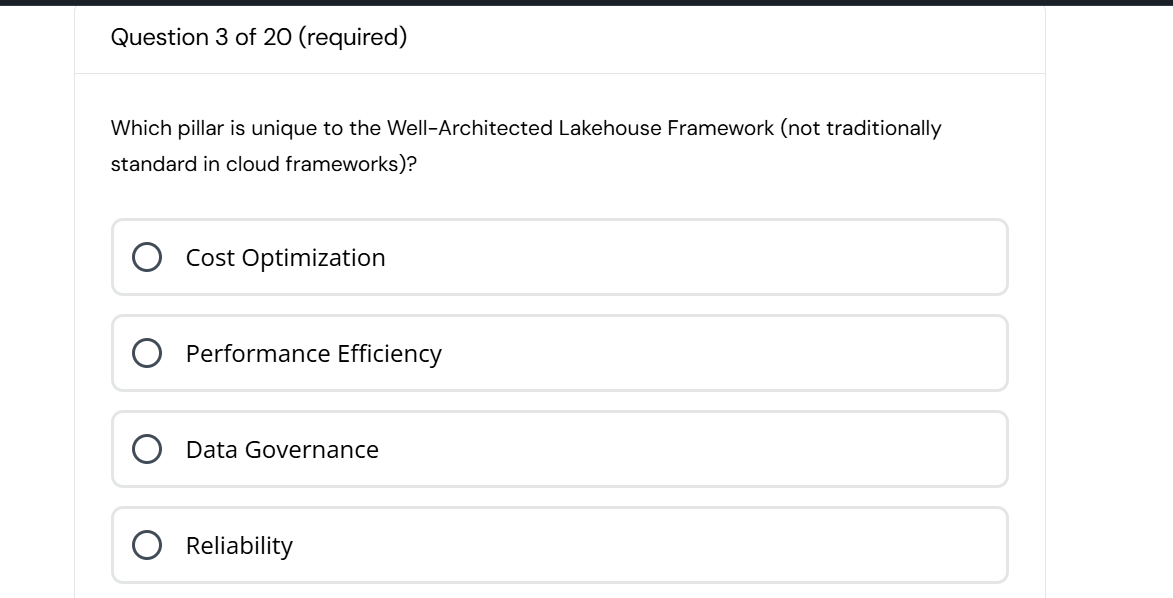 Question 3 of 20 (required)
Which pillar is unique to the Well-Architected Lakehouse Framework (not traditionally
standard in cloud frameworks)?
Cost Optimization
Performance Efficiency
Data Governance
Reliability